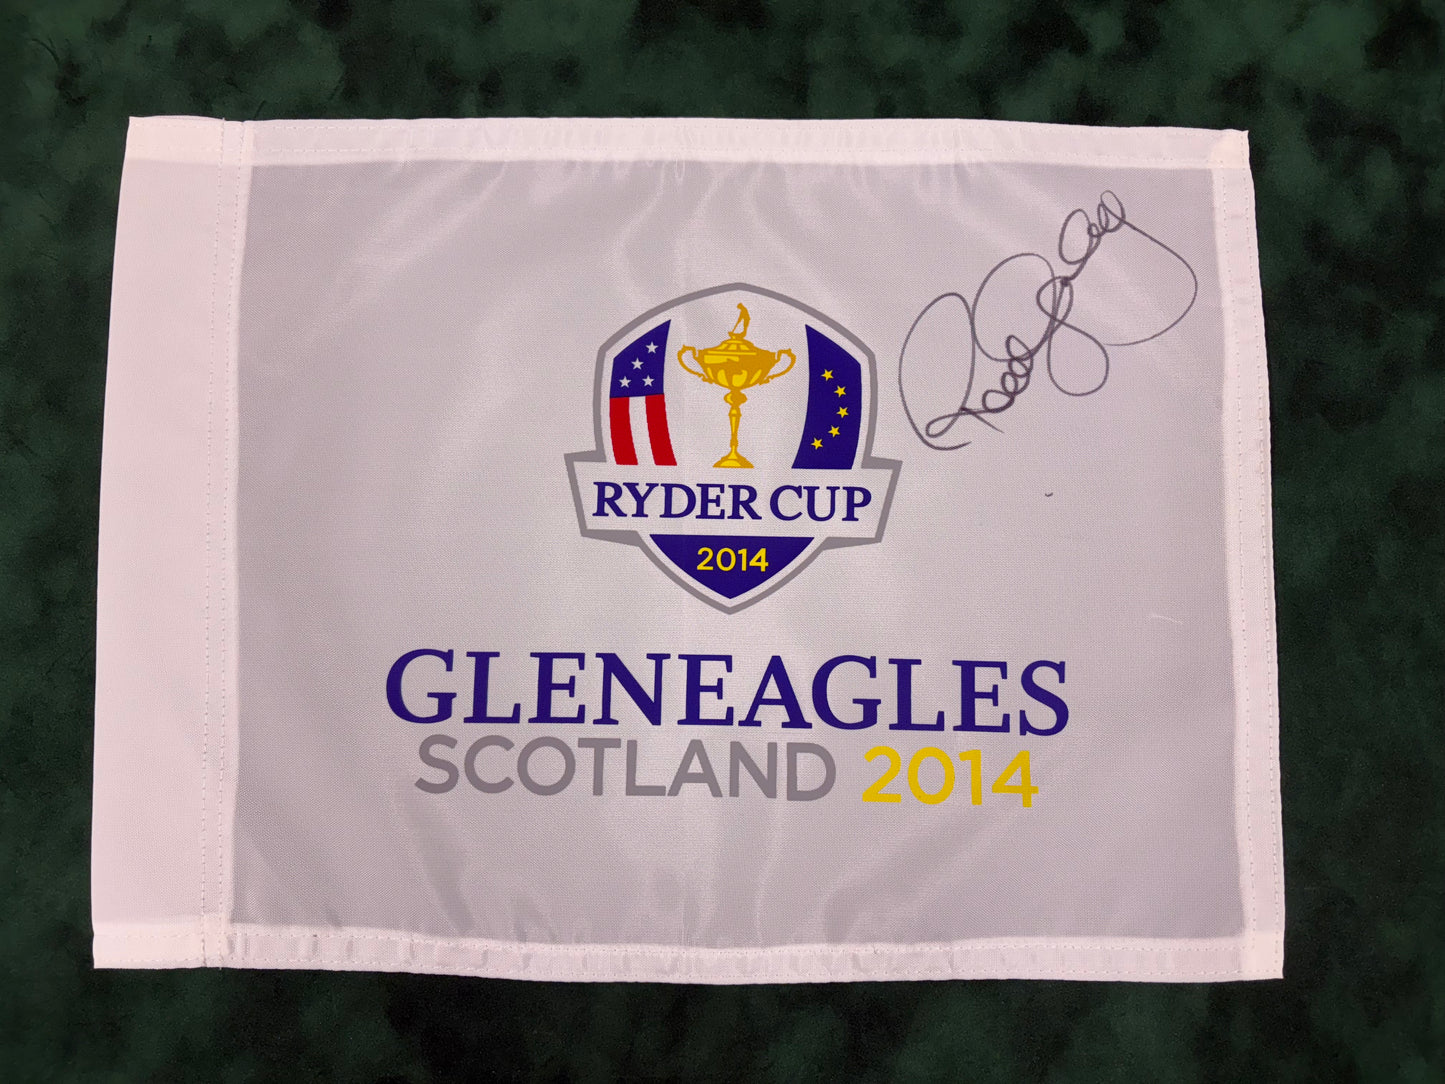 RYDER CUP
2014
GLENEAGLES
SCOTLAND 2014